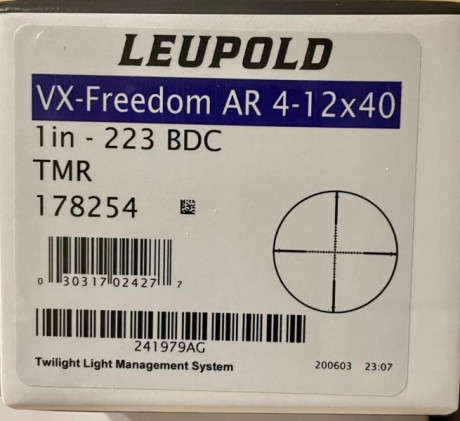 LEUPOLD
VX-Freedom AR 4-12x40
1in - 223 BDC
TMR
178254
0 30317 02427 7
241979AG
Twilight Light Management System
200603 23:07